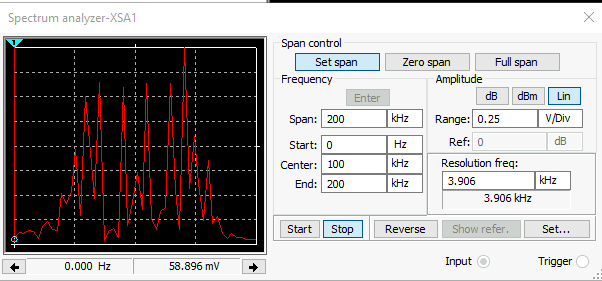 Spectrum analyzer-XSA1
1
Span control
Set span Zero span Full span
Frequency
Enter
Span: 200 kHz
Start: 0 Hz
Center: 100 kHz
End: 200 kHz
Amplitude
dB dBm Lin
Range: 0.25 V/Div
Ref: 0 dB
Resolution freq:
3.906 kHz
3.906 kHz
Start Stop Reverse Show refer. Set...
0.000 Hz 58.896 mV
Input Trigger